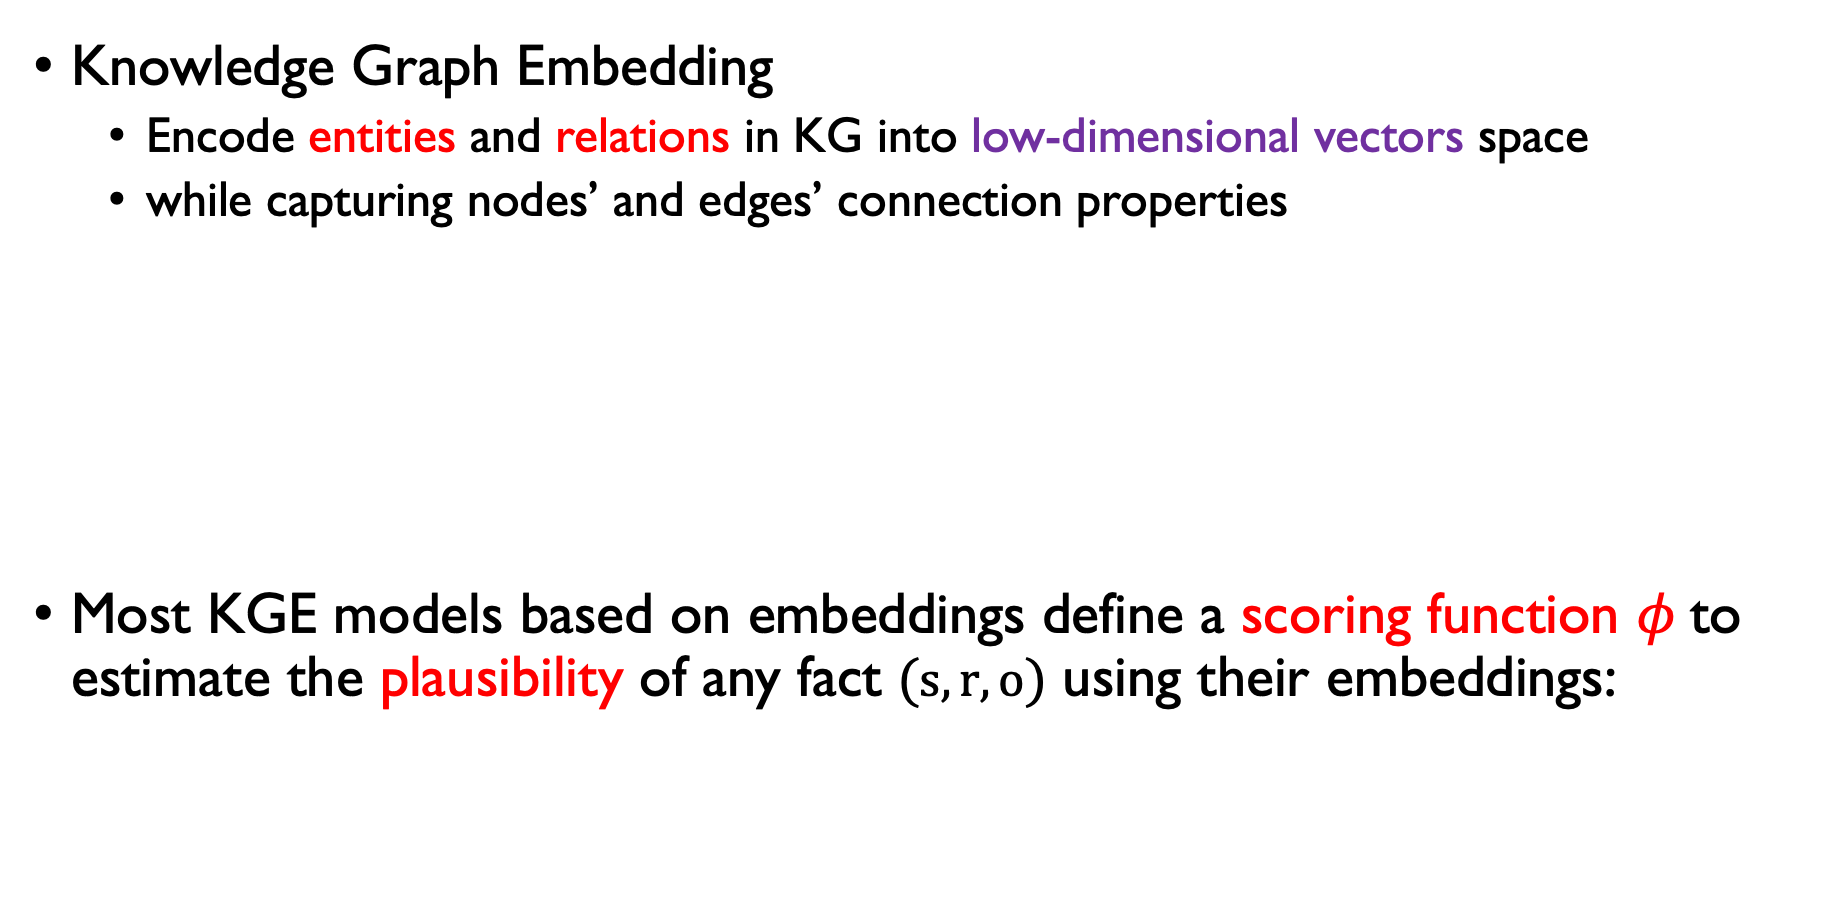 • Knowledge Graph Embedding
• Encode entities and relations in KG into low-dimensional vectors space
• while capturing nodes’ and edges’ connection properties
• Most KGE models based on embeddings define a scoring function ϕ to
estimate the plausibility of any fact (s, r, o) using their embeddings: